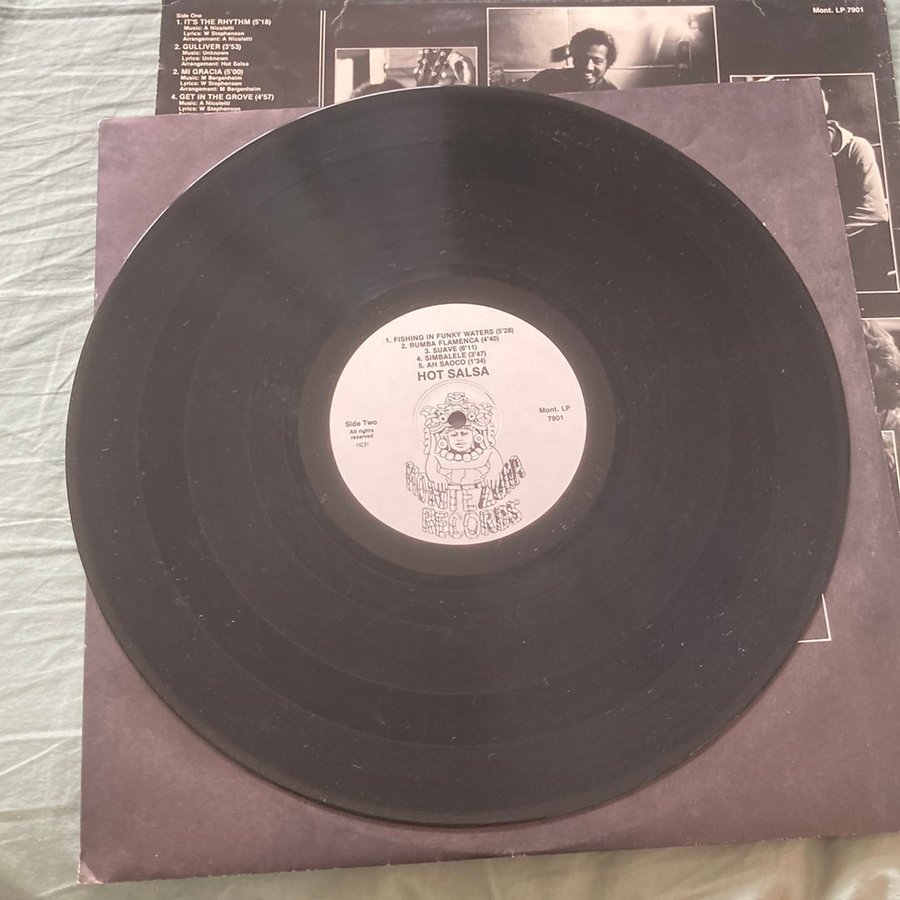 Side One
1. IT'S THE RHYTHM (5'18)
Music: A Nicoletti
Lyrics: W Stephenson
Arrangement: A Nicoletti
2. GULLIVER (3'53)
Music: Unknown
Lyrics: Unknown
Arrangement: Hot Salsa
2. MI GRACIA (5'00)
Music: M Bergenheim
Lyrics: W Stephenson
Arrangement: M Bergenheim
4. GET IN THE GROVE (4'57)
Music: A Nicoletti
Lyrics: W Stephenson
Mont. LP 7901
1. FISHING IN FUNKY WATERS (5'28)
2. RUMBA FLAMENCA (4'40)
3. SUAVE (6'11)
4. SIMBALELE (3'47)
5. AH SAOCO (1'34)
HOT SALSA
Side Two
All rights
reserved
ncb
Mont. LP
7901
MONTEZUMA
RECORDS